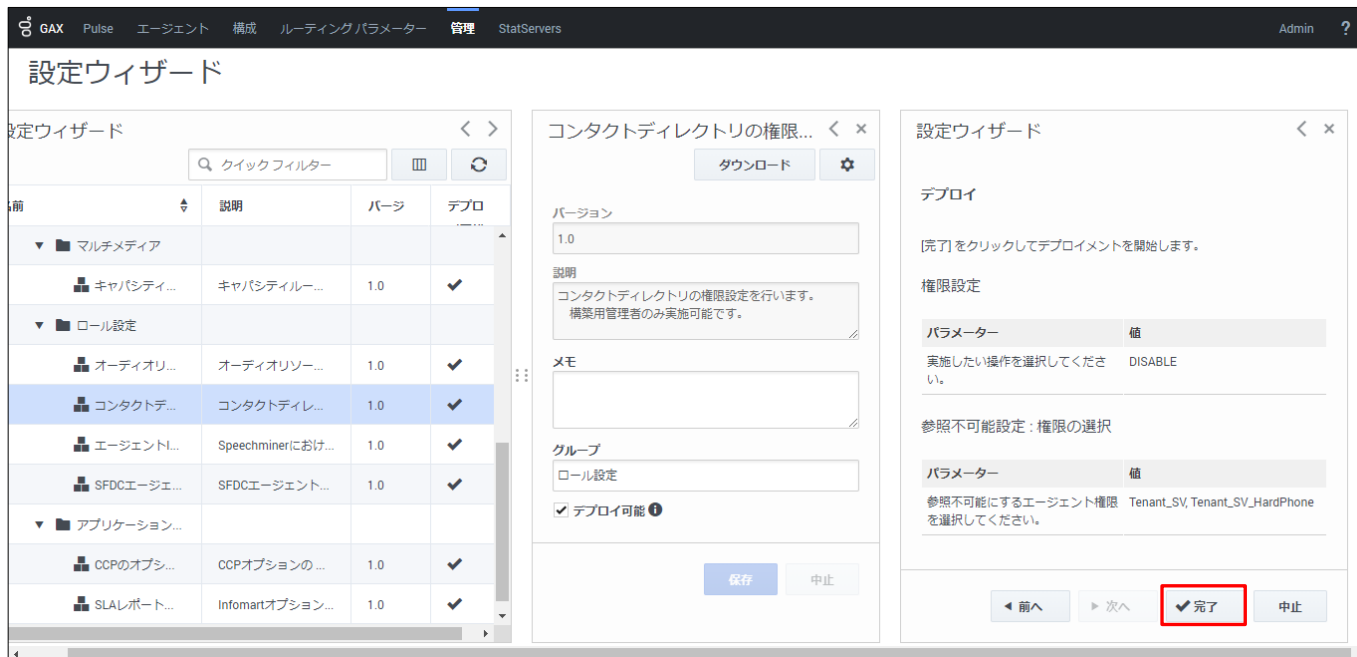 GAX Pulse エージェント 構成 ルーティング パラメーター 管理 StatServers Admin ?
設定ウィザード
設定ウィザード
クイック フィルター
名前 説明 バージ デプロ
マルチメディア
キャパシティ... キャパシティルー... 1.0
ロール設定
オーディオリ... オーディオリソー... 1.0
コンタクトデ... コンタクトディレ... 1.0
エージェントI... Speechminerにおけ... 1.0
SFDCエージェ... SFDCエージェント... 1.0
アプリケーション...
CCPのオプシ... CCPオプションの ... 1.0
SLAレポート... Infomartオプション... 1.0
コンタクトディレクトリの権限...
ダウンロード
バージョン
1.0
説明
コンタクトディレクトリの権限設定を行います。
構築用管理者のみ実施可能です。
メモ
グループ
ロール設定
デプロイ可能
保存 中止
設定ウィザード
デプロイ
[完了] をクリックしてデプロイメントを開始します。
権限設定
パラメーター 値
実施したい操作を選択してくださ DISABLE
い。
参照不可能設定 : 権限の選択
パラメーター 値
参照不可能にするエージェント権限 Tenant_SV, Tenant_SV_HardPhone
を選択してください。
前へ 次へ 完了 中止